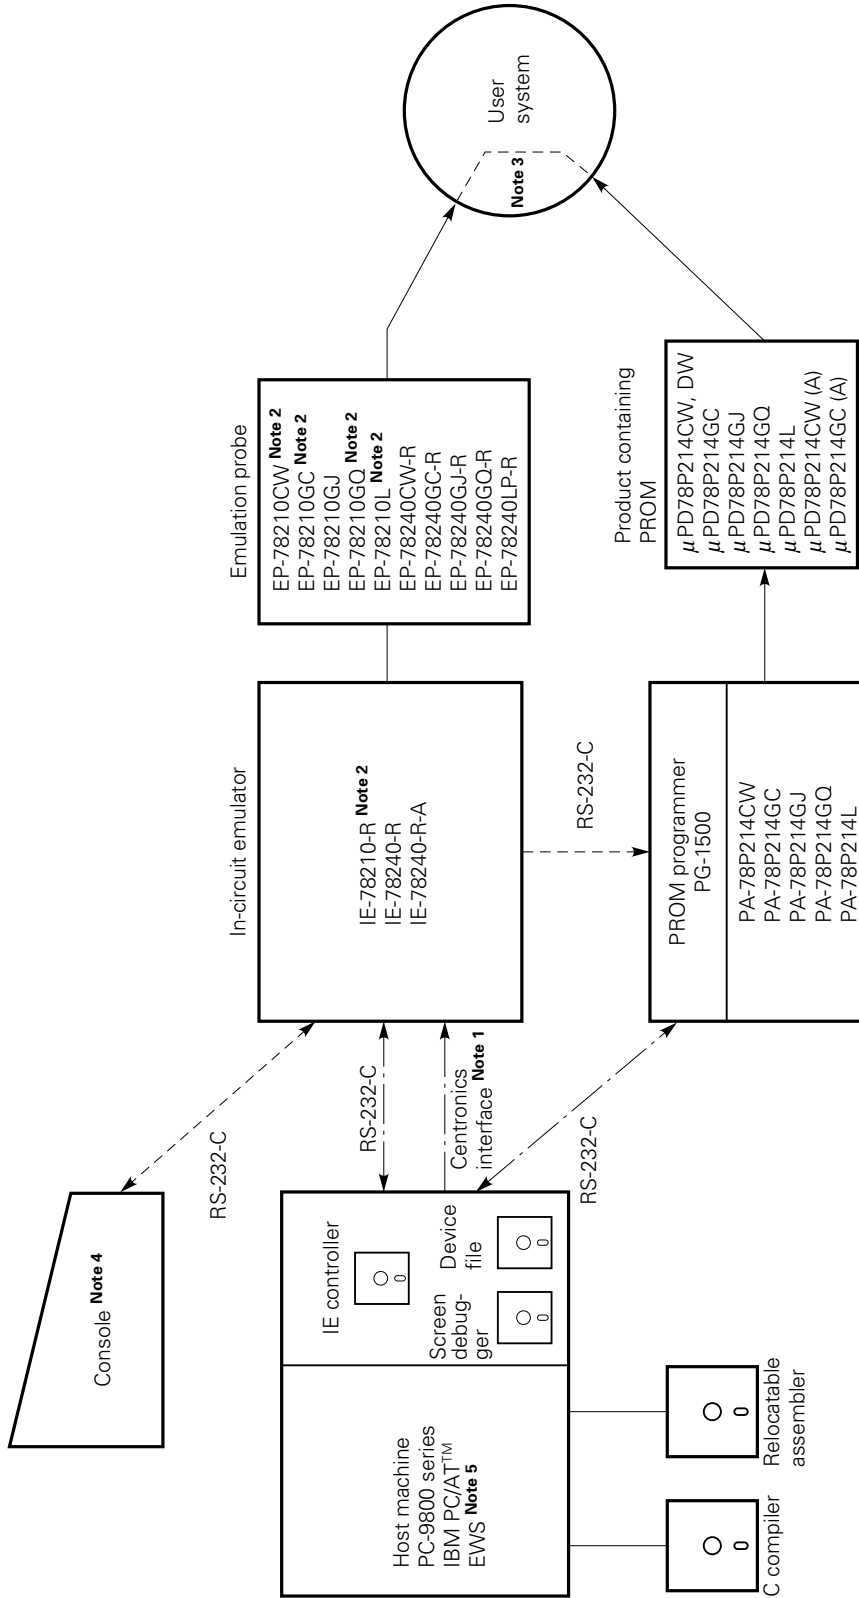 Console Note 4
RS-232-C
Host machine
PC-9800 series
IBM PC/AT™
EWS Note 5
IE controller
Screen
debug-
ger
Device
file
C compiler
Relocatable
assembler
RS-232-C
Centronics
interface Note 1
RS-232-C
In-circuit emulator
IE-78210-R Note 2
IE-78240-R
IE-78240-R-A
RS-232-C
PROM programmer
PG-1500
PA-78P214CW
PA-78P214GC
PA-78P214GJ
PA-78P214GQ
PA-78P214L
Emulation probe
EP-78210CW Note 2
EP-78210GC Note 2
EP-78210GJ
EP-78210GQ Note 2
EP-78210L Note 2
EP-78240CW-R
EP-78240GC-R
EP-78240GJ-R
EP-78240GQ-R
EP-78240LP-R
Product containing
PROM
μPD78P214CW, DW
μPD78P214GC
μPD78P214GJ
μPD78P214GQ
μPD78P214L
μPD78P214CW (A)
μPD78P214GC (A)
User
system
Note 3